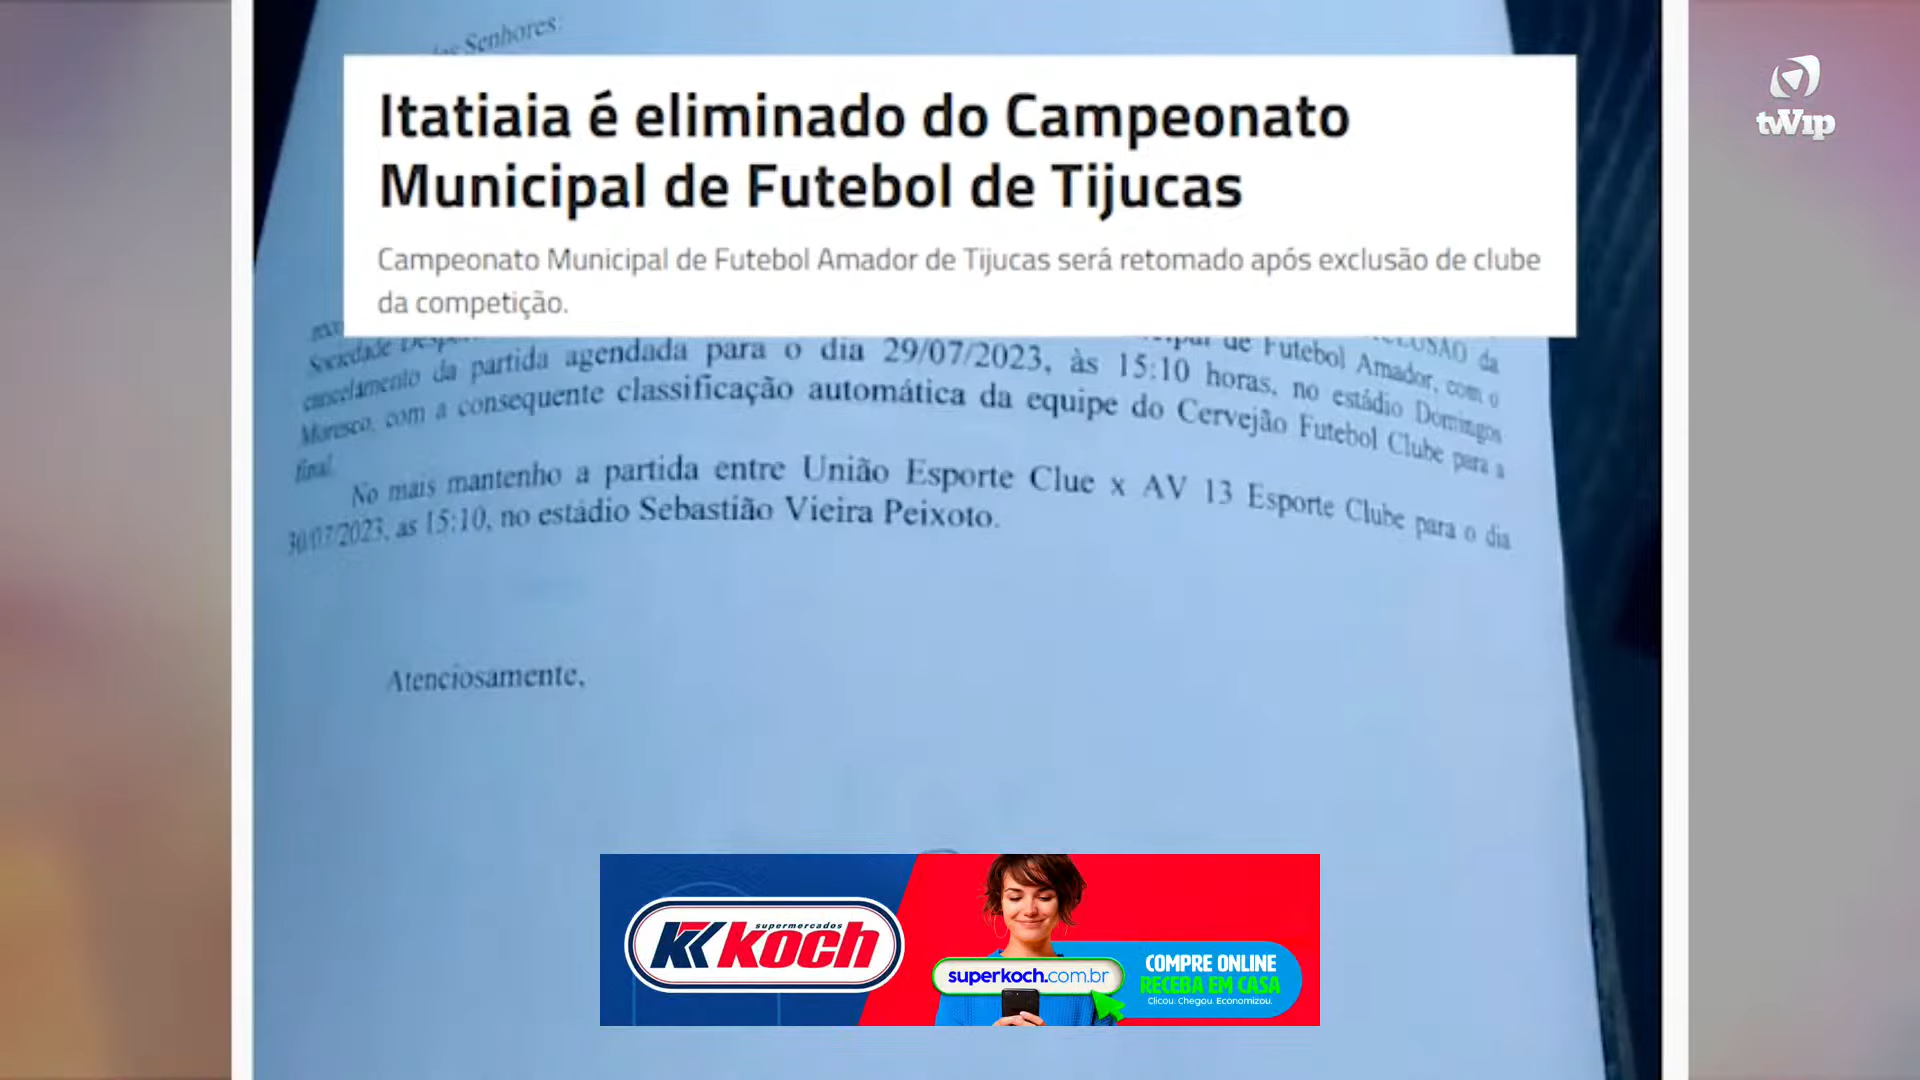 Senhores:
tvVip
Itatiaia é eliminado do Campeonato
Municipal de Futebol de Tijucas
Campeonato Municipal de Futebol Amador de Tijucas será retomado após exclusão de clube
da competição.
Sociedade da
cancelamento da partida agendada para o dia 29/07/2023, às 15:10 horas, no estádio Domingos
de Futebol Amador, com o
Moresco, com a consequente classificação automática da equipe do Cervejão Futebol Clube para a
final.
No mais mantenho a partida entre União Esporte Clue x AV 13 Esporte Clube para o dia
30/07/2023, as 15:10, no estádio Sebastião Vieira Peixoto.
Atenciosamente,
supermercados
Koch
superkoch.com.br
COMPRE ONLINE
RECEBA EM CASA
Clicou. Chegou. Economizou.